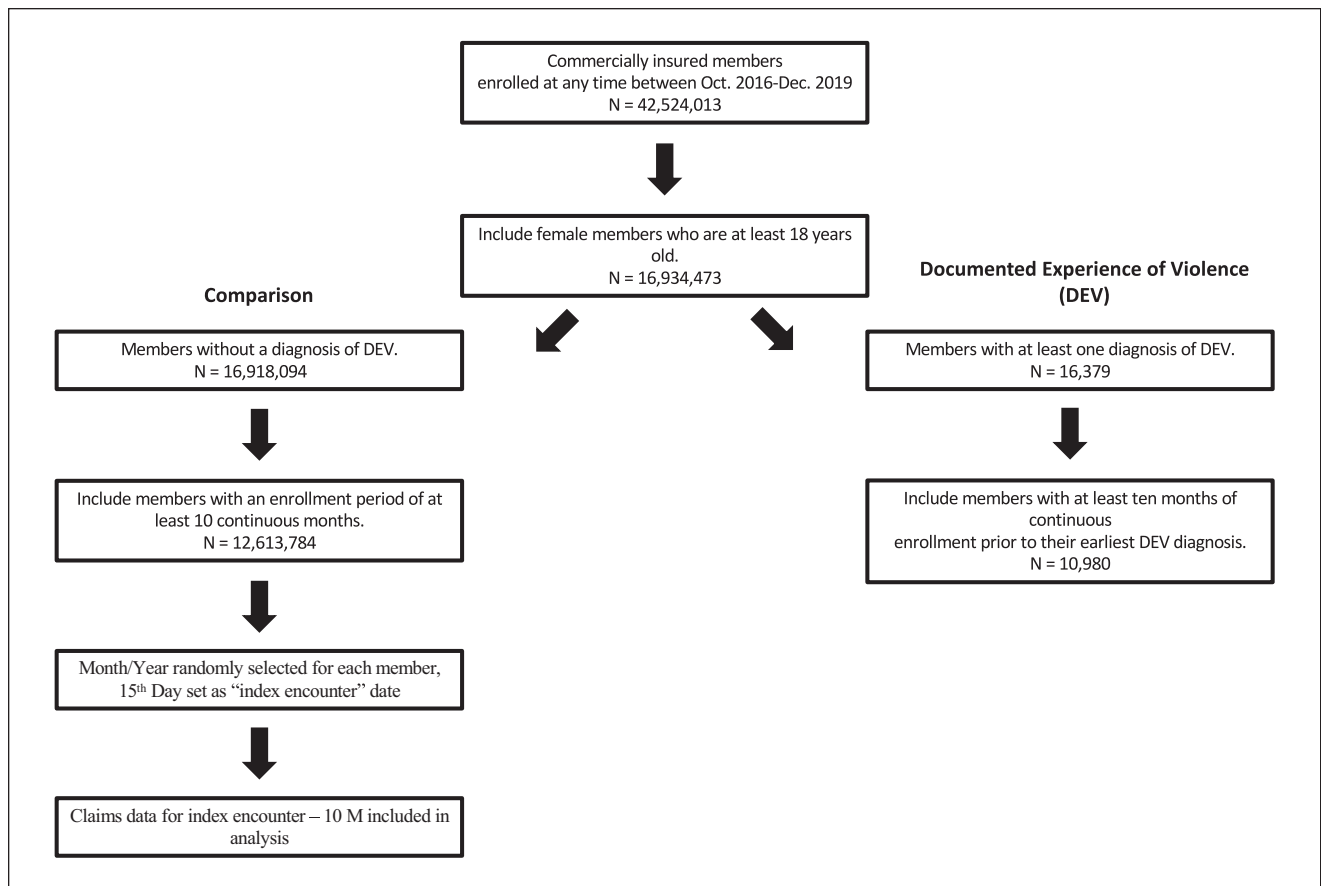 Commercially insured members
enrolled at any time between Oct. 2016-Dec. 2019
N = 42,524,013
Include female members who are at least 18 years
old.
N = 16,934,473
Comparison
Members without a diagnosis of DEV.
N = 16,918,094
Include members with an enrollment period of at
least 10 continuous months.
N = 12,613,784
Month/Year randomly selected for each member,
15th Day set as “index encounter” date
Claims data for index encounter – 10 M included in
analysis
Documented Experience of Violence
(DEV)
Members with at least one diagnosis of DEV.
N = 16,379
Include members with at least ten months of
continuous
enrollment prior to their earliest DEV diagnosis.
N = 10,980